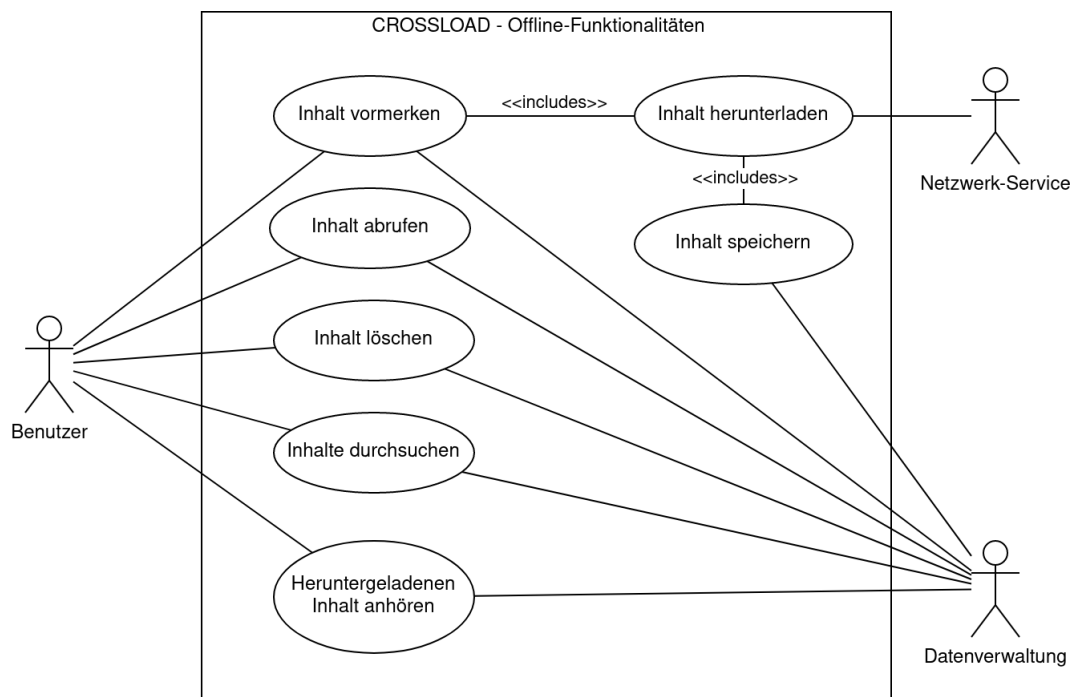 CROSSLOAD - Offline-Funktionalitäten
Inhalt vormerken
<<includes>>
Inhalt herunterladen
Netzwerk-Service
<<includes>>
Inhalt abrufen
Inhalt speichern
Inhalt löschen
Benutzer
Inhalte durchsuchen
Heruntergeladenen
Inhalt anhören
Datenverwaltung